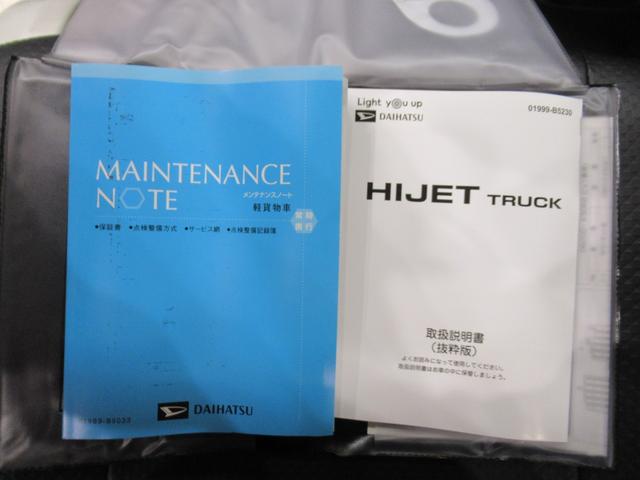 MAINTENANCE
NOTE
メンテナンスノート
軽貨物車
常時
携行
●保証書 ●点検整備方式 ●サービス網 ●点検整備記録簿
DAIHATSU
Light you up
DAIHATSU
01999-B5230
HIJET TRUCK
取扱説明書
(抜粋版)
よくお読みになって使用してください。
取扱説明書はお車の中に保管しましょう。